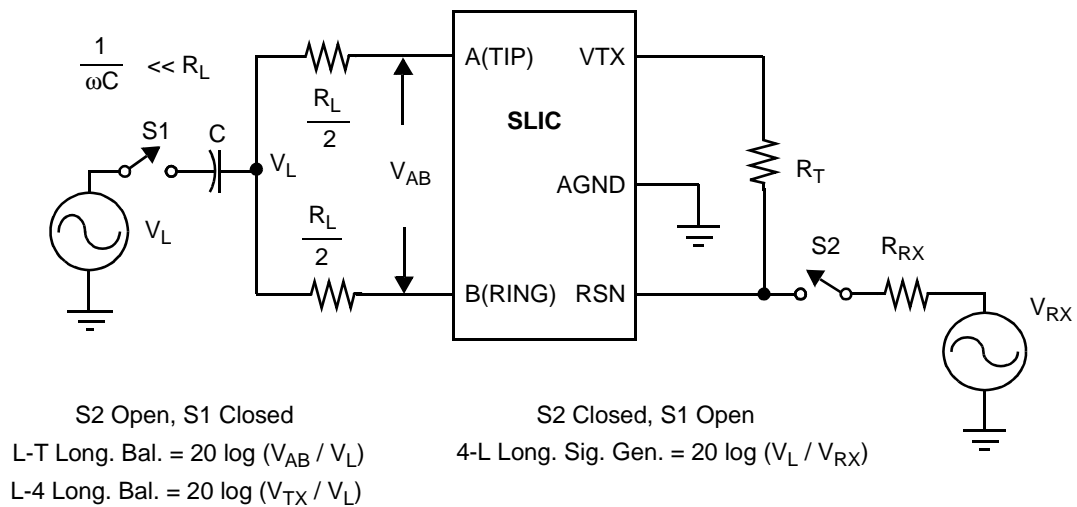 1
ωC
<< R_L
S1
C
V_L
V_L
R_L
2
R_L
2
V_AB
A(TIP)
VTX
SLIC
AGND
B(RING)
RSN
R_T
S2
R_RX
V_RX
S2 Open, S1 Closed
L-T Long. Bal. = 20 log (V_AB / V_L)
L-4 Long. Bal. = 20 log (V_TX / V_L)
S2 Closed, S1 Open
4-L Long. Sig. Gen. = 20 log (V_L / V_RX)